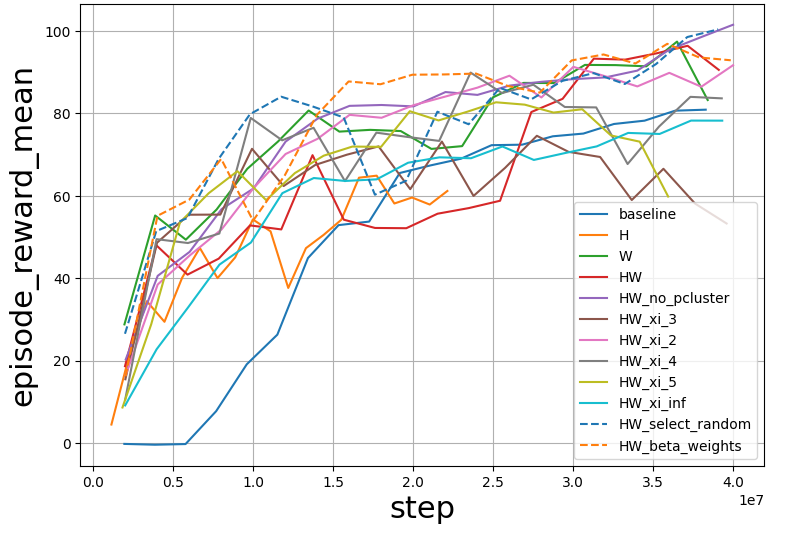 episode_reward_mean
100
80
60
40
20
0
0.0 0.5 1.0 1.5 2.0 2.5 3.0 3.5 4.0
1e7
step
baseline
H
W
HW
HW_no_pcluster
HW_xi_3
HW_xi_2
HW_xi_4
HW_xi_5
HW_xi_inf
HW_select_random
HW_beta_weights